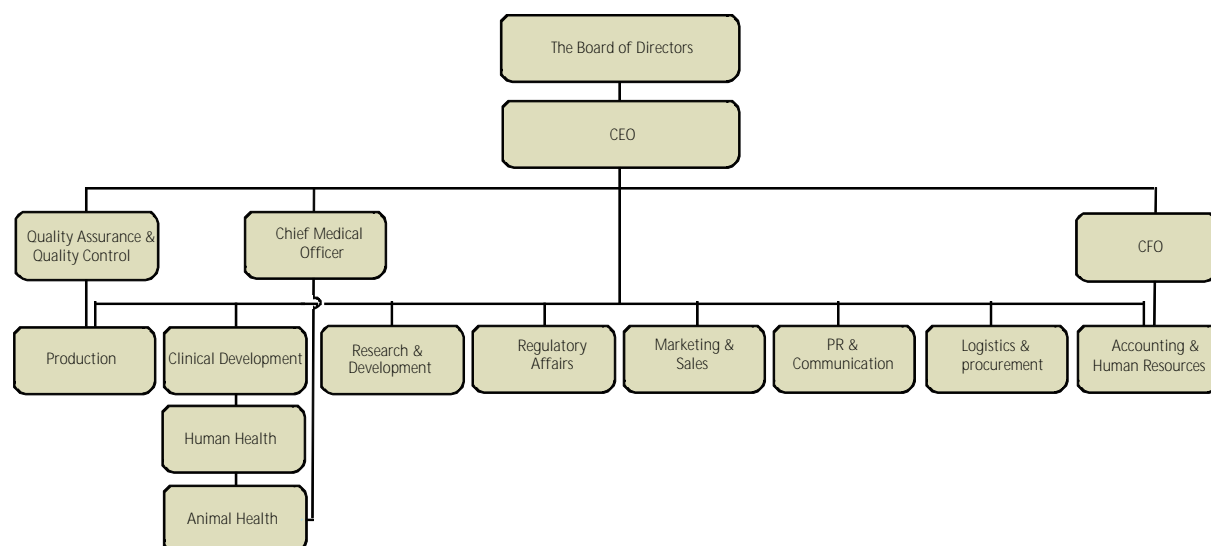 The Board of Directors
CEO
Quality Assurance &
Quality Control
Chief Medical
Officer
CFO
Production
Clinical Development
Research &
Development
Regulatory
Affairs
Marketing &
Sales
PR &
Communication
Logistics &
procurement
Accounting &
Human Resources
Human Health
Animal Health